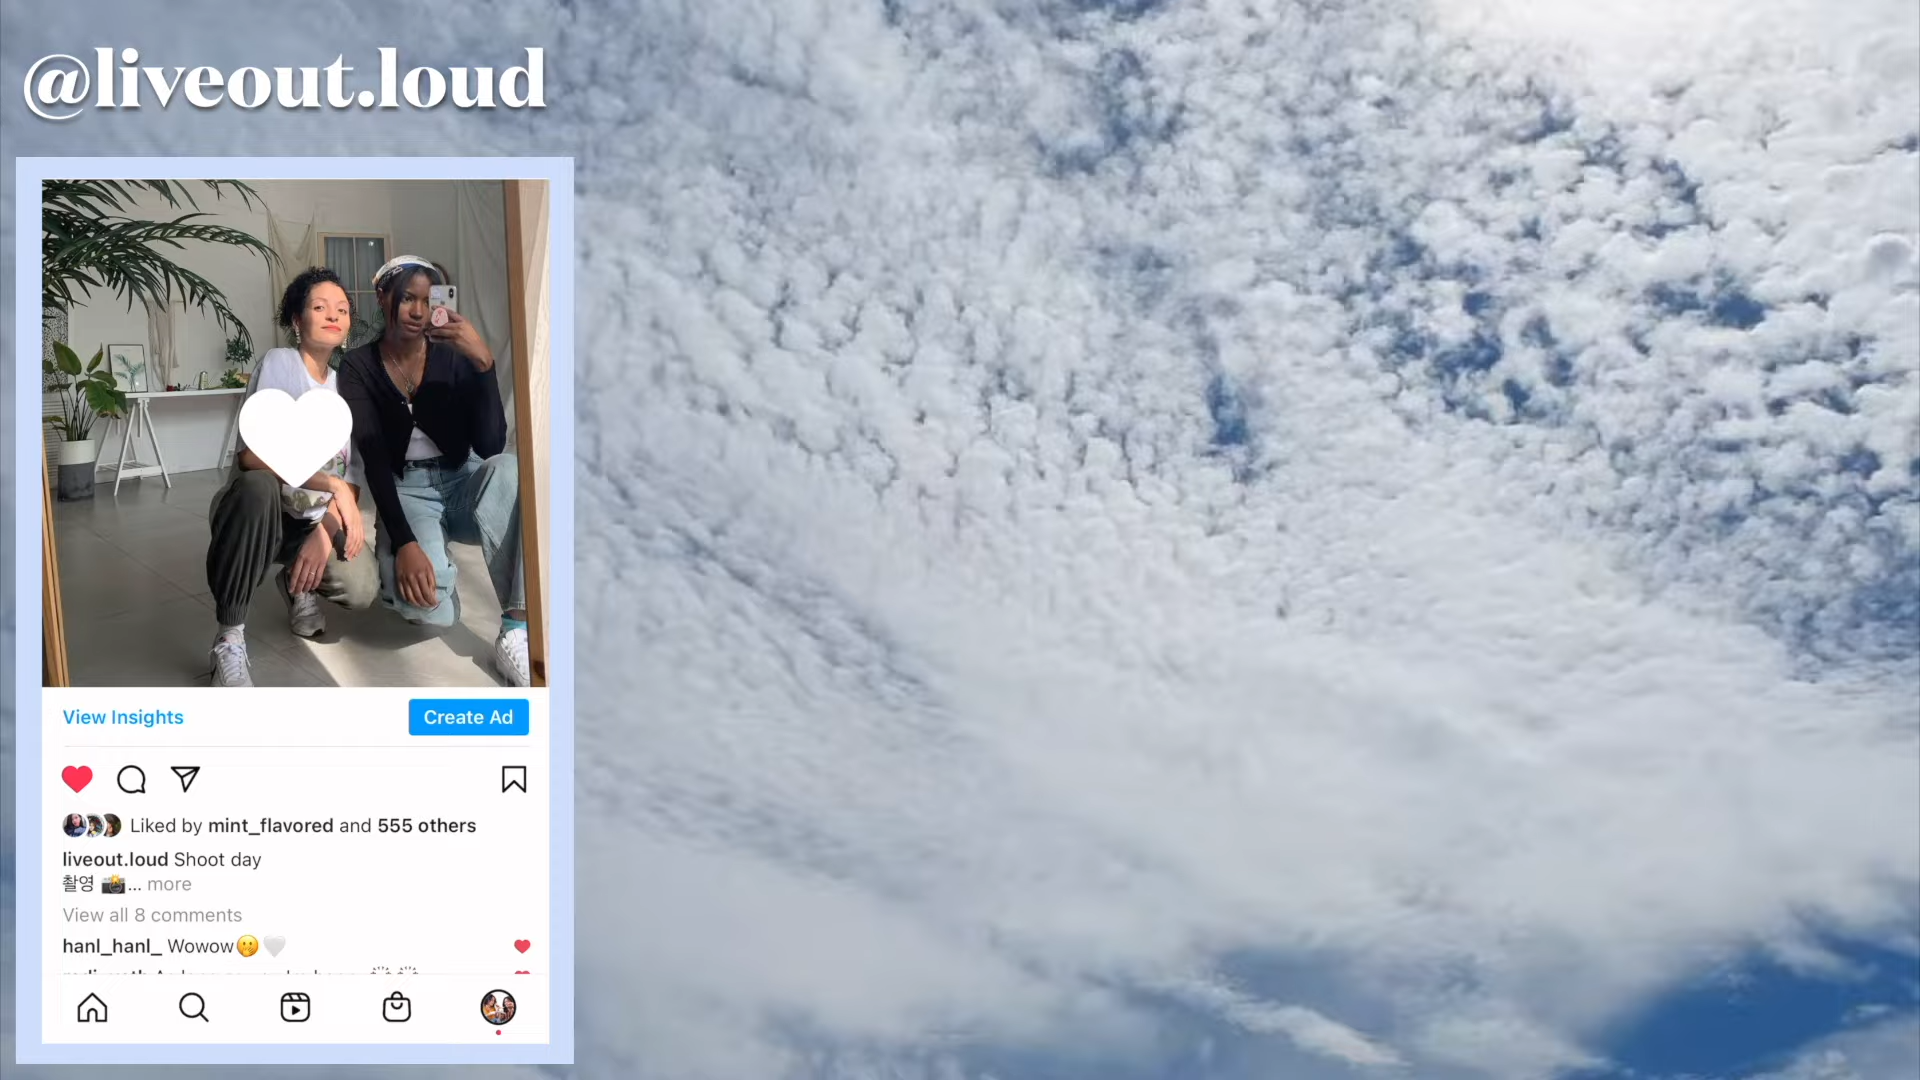 @liveout.loud
View Insights
Create Ad
Liked by mint_flavored and 555 others
liveout.loud Shoot day
촬영 📸... more
View all 8 comments
hanl_hanl_ Wowow🤭🤍